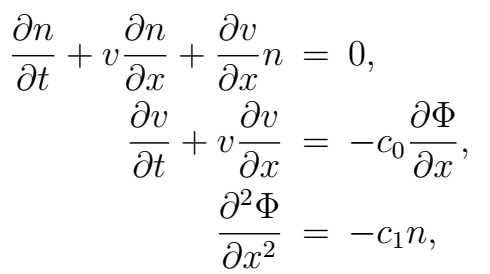 ∂n/∂t + v ∂n/∂x + ∂v/∂x n = 0,
∂v/∂t + v ∂v/∂x = −c₀ ∂Φ/∂x,
∂²Φ/∂x² = −c₁n,